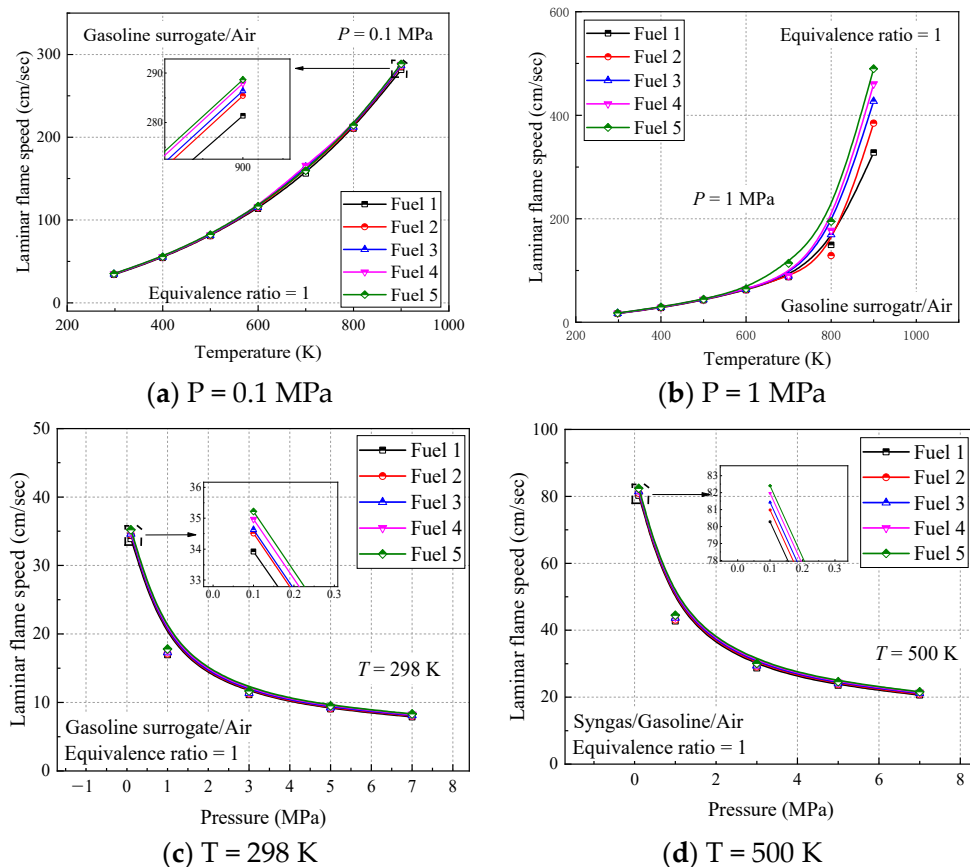 Gasoline surrogate/Air
P = 0.1 MPa
Laminar flame speed (cm/sec)
300
200
100
0
290
280
900
Fuel 1
Fuel 2
Fuel 3
Fuel 4
Fuel 5
Equivalence ratio = 1
200
400
600
800
1000
Temperature (K)
(a) P = 0.1 MPa
Laminar flame speed (cm/sec)
600
400
200
0
Fuel 1
Fuel 2
Fuel 3
Fuel 4
Fuel 5
Equivalence ratio = 1
P = 1 MPa
Gasoline surrogatr/Air
200
400
600
800
1000
Temperature (K)
(b) P = 1 MPa
Laminar flame speed (cm/sec)
50
40
30
20
10
0
Fuel 1
Fuel 2
Fuel 3
Fuel 4
Fuel 5
36
35
34
33
0.0 0.1 0.2 0.3
T = 298 K
Gasoline surrogate/Air
Equivalence ratio = 1
−1 0 1 2 3 4 5 6 7 8
Pressure (MPa)
(c) T = 298 K
Laminar flame speed (cm/sec)
100
80
60
40
20
0
Fuel 1
Fuel 2
Fuel 3
Fuel 4
Fuel 5
83
82
81
80
79
78
0.0 0.1 0.2 0.3
T = 500 K
Syngas/Gasoline/Air
Equivalence ratio = 1
0 2 4 6 8
Pressure (MPa)
(d) T = 500 K